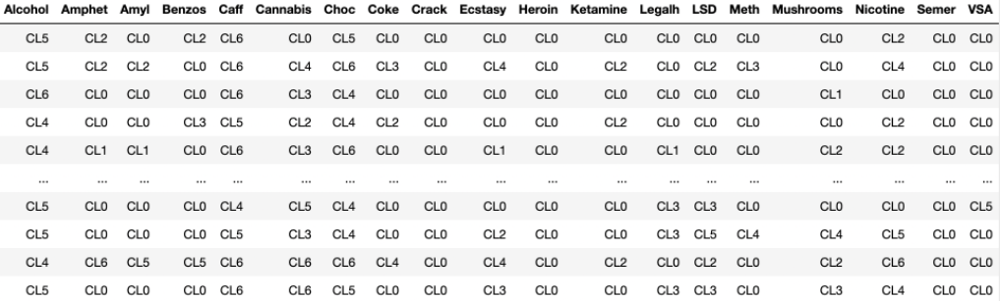 Alcohol Amphet Amyl Benzos Caff Cannabis Choc Coke Crack Ecstasy Heroin Ketamine Legalh LSD Meth Mushrooms Nicotine Semer VSA
CL5 CL2 CL0 CL2 CL6 CL0 CL5 CL0 CL0 CL0 CL0 CL0 CL0 CL0 CL0 CL0 CL2 CL0 CL0
CL5 CL2 CL2 CL0 CL6 CL4 CL6 CL3 CL0 CL4 CL0 CL2 CL0 CL2 CL3 CL0 CL4 CL0 CL0
CL6 CL0 CL0 CL0 CL6 CL3 CL4 CL0 CL0 CL0 CL0 CL0 CL0 CL0 CL0 CL1 CL0 CL0 CL0
CL4 CL0 CL0 CL3 CL5 CL2 CL4 CL2 CL0 CL0 CL0 CL2 CL0 CL0 CL0 CL0 CL2 CL0 CL0
CL4 CL1 CL1 CL0 CL6 CL3 CL6 CL0 CL0 CL1 CL0 CL0 CL1 CL0 CL0 CL2 CL2 CL0 CL0
... ... ... ... ... ... ... ... ... ... ... ... ... ... ... ... ... ... ...
CL5 CL0 CL0 CL0 CL4 CL5 CL4 CL0 CL0 CL0 CL0 CL0 CL3 CL3 CL0 CL0 CL0 CL0 CL5
CL5 CL0 CL0 CL0 CL5 CL3 CL4 CL0 CL0 CL2 CL0 CL0 CL3 CL5 CL4 CL4 CL5 CL0 CL0
CL4 CL6 CL5 CL5 CL6 CL6 CL6 CL4 CL0 CL4 CL0 CL2 CL0 CL2 CL0 CL2 CL6 CL0 CL0
CL5 CL0 CL0 CL0 CL6 CL6 CL5 CL0 CL0 CL3 CL0 CL0 CL3 CL3 CL0 CL3 CL4 CL0 CL0